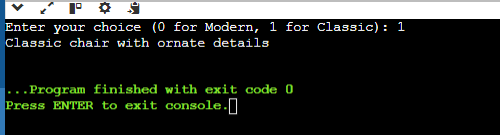 Enter your choice (0 for Modern, 1 for Classic): 1
Classic chair with ornate details
...Program finished with exit code 0
Press ENTER to exit console.